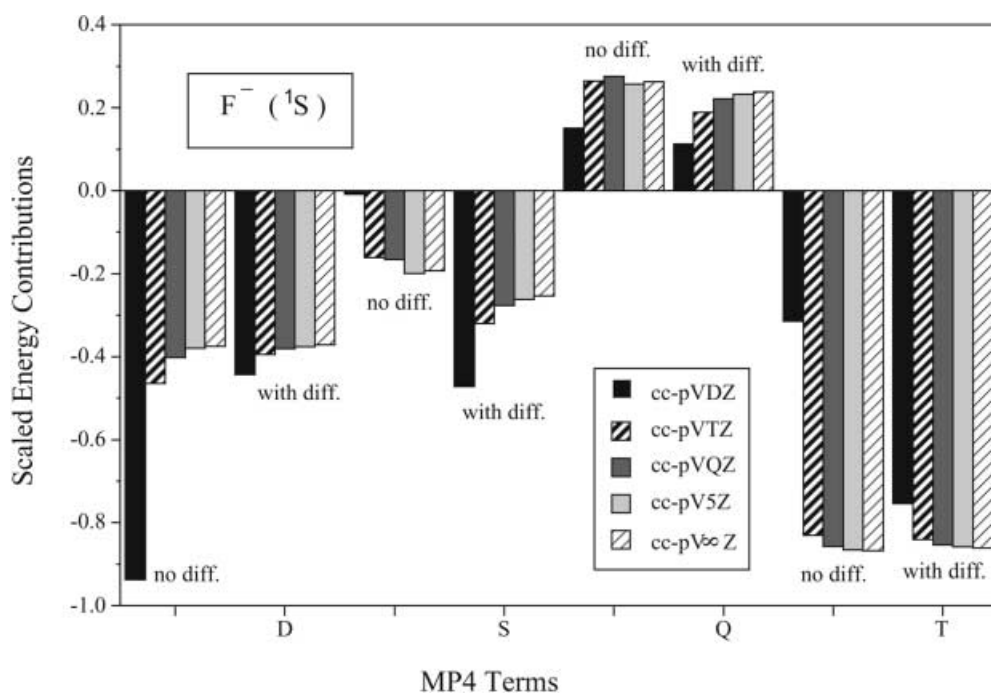 0.4
0.2
0.0
-0.2
-0.4
-0.6
-0.8
-1.0
Scaled Energy Contributions
F⁻ (¹S)
no diff.
with diff.
no diff.
with diff.
with diff.
no diff.
no diff.
with diff.
cc-pVDZ
cc-pVTZ
cc-pVQZ
cc-pV5Z
cc-pV∞Z
D
S
Q
T
MP4 Terms